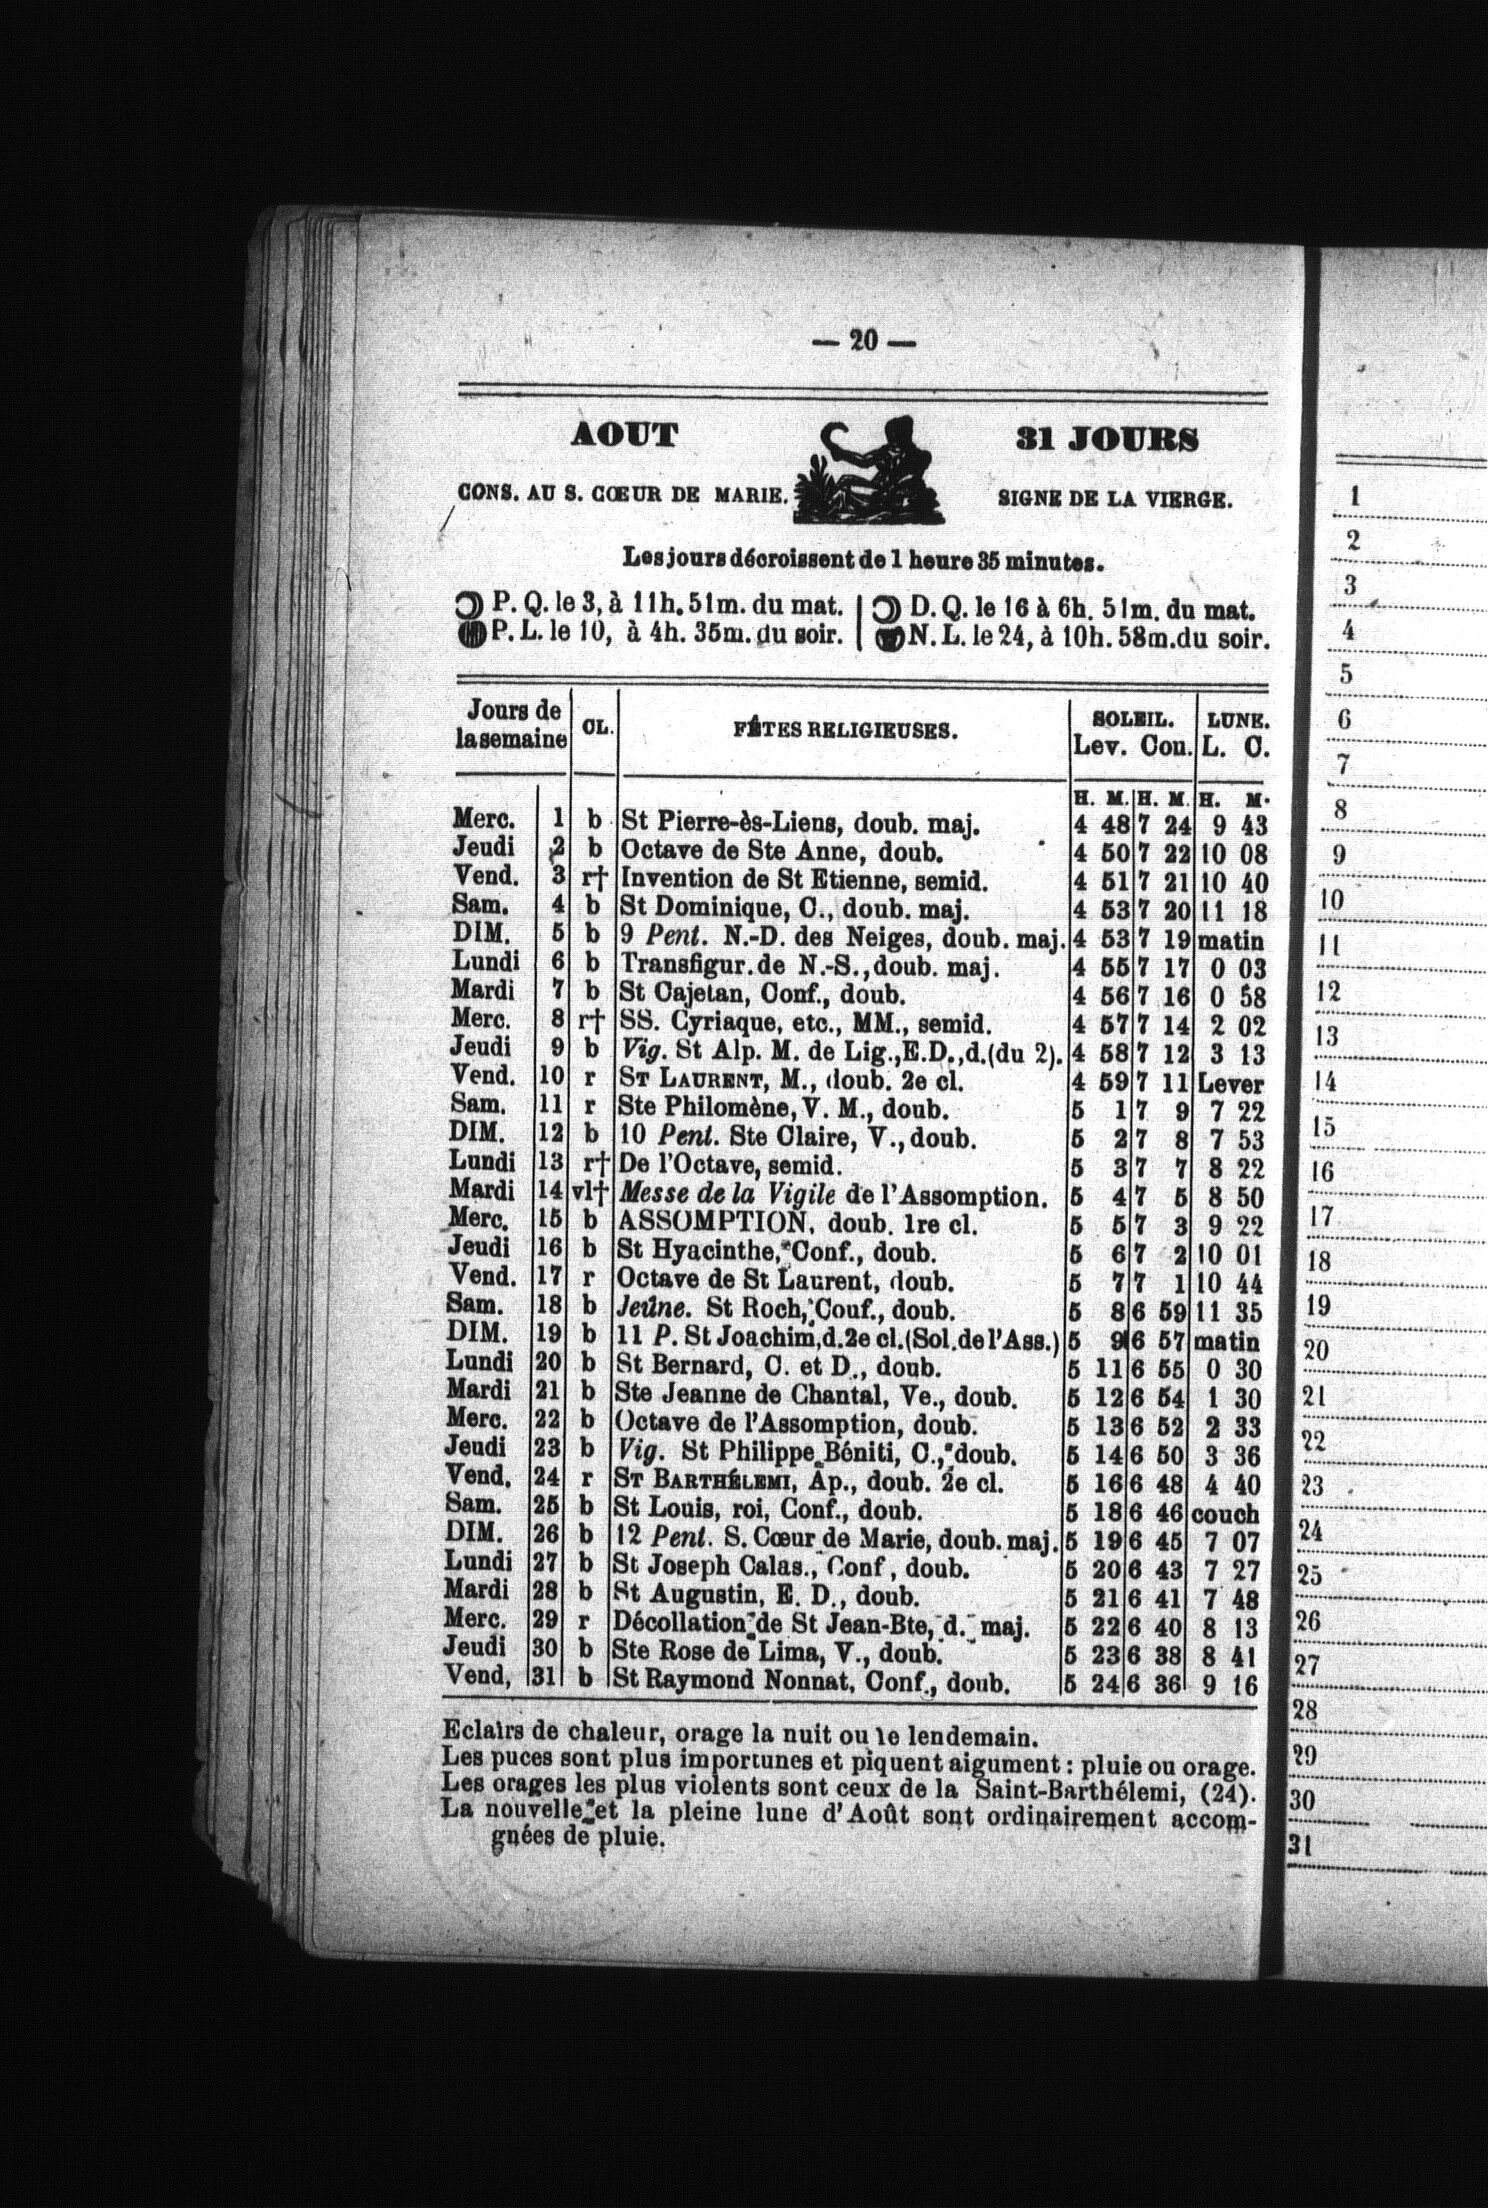 — 20 —
AOUT
31 JOURS
CONS. AU S. CŒUR DE MARIE.
SIGNE DE LA VIERGE.
Les jours décroissent de 1 heure 35 minutes.
P. Q. le 3, à 11h. 51m. du mat. | D. Q. le 16 à 6h. 51m. du mat.
P. L. le 10, à 4h. 35m. du soir. | N. L. le 24, à 10h. 58m. du soir.
Jours de la semaine | CL. | FÊTES RELIGIEUSES. | SOLEIL. Lev. Cou. | LUNE. L. C.
H. M. H. M. H. M.
Merc. 1 b St Pierre-ès-Liens, doub. maj. 4 48 7 24 9 43
Jeudi 2 b Octave de Ste Anne, doub. 4 50 7 22 10 08
Vend. 3 r† Invention de St Etienne, semid. 4 51 7 21 10 40
Sam. 4 b St Dominique, C., doub. maj. 4 53 7 20 11 18
DIM. 5 b 9 Pent. N.-D. des Neiges, doub. maj. 4 53 7 19 matin
Lundi 6 b Transfigur. de N.-S., doub. maj. 4 55 7 17 0 03
Mardi 7 b St Cajetan, Conf., doub. 4 56 7 16 0 58
Merc. 8 r† SS. Cyriaque, etc., MM., semid. 4 57 7 14 2 02
Jeudi 9 b Vig. St Alp. M. de Lig., E.D., d.(du 2). 4 58 7 12 3 13
Vend. 10 r ST LAURENT, M., doub. 2e cl. 4 59 7 11 Lever
Sam. 11 r Ste Philomène, V. M., doub. 5 1 7 9 7 22
DIM. 12 b 10 Pent. Ste Claire, V., doub. 5 2 7 8 7 53
Lundi 13 r† De l'Octave, semid. 5 3 7 7 8 22
Mardi 14 vl† Messe de la Vigile de l'Assomption. 5 4 7 5 8 50
Merc. 15 b ASSOMPTION, doub. 1re cl. 5 5 7 3 9 22
Jeudi 16 b St Hyacinthe, Conf., doub. 5 6 7 2 10 01
Vend. 17 r Octave de St Laurent, doub. 5 7 7 1 10 44
Sam. 18 b Jeûne. St Roch, Couf., doub. 5 8 6 59 11 35
DIM. 19 b 11 P. St Joachim, d. 2e cl. (Sol. de l'Ass.) 5 9 6 57 matin
Lundi 20 b St Bernard, C. et D., doub. 5 11 6 55 0 30
Mardi 21 b Ste Jeanne de Chantal, Ve., doub. 5 12 6 54 1 30
Merc. 22 b Octave de l'Assomption, doub. 5 13 6 52 2 33
Jeudi 23 b Vig. St Philippe Béniti, C., doub. 5 14 6 50 3 36
Vend. 24 r ST BARTHÉLEMI, Ap., doub. 2e cl. 5 16 6 48 4 40
Sam. 25 b St Louis, roi, Conf., doub. 5 18 6 46 couch
DIM. 26 b 12 Pent. S. Cœur de Marie, doub. maj. 5 19 6 45 7 07
Lundi 27 b St Joseph Calas., Conf, doub. 5 20 6 43 7 27
Mardi 28 b St Augustin, E. D., doub. 5 21 6 41 7 48
Merc. 29 r Décollation de St Jean-Bte, d. maj. 5 22 6 40 8 13
Jeudi 30 b Ste Rose de Lima, V., doub. 5 23 6 38 8 41
Vend, 31 b St Raymond Nonnat, Conf., doub. 5 24 6 36 9 16
Eclairs de chaleur, orage la nuit ou le lendemain.
Les puces sont plus importunes et piquent aigument : pluie ou orage.
Les orages les plus violents sont ceux de la Saint-Barthélemi, (24).
La nouvelle et la pleine lune d'Août sont ordinairement accom-
gnées de pluie.
1
2
3
4
5
6
7
8
9
10
11
12
13
14
15
16
17
18
19
20
21
22
23
24
25
26
27
28
29
30
31